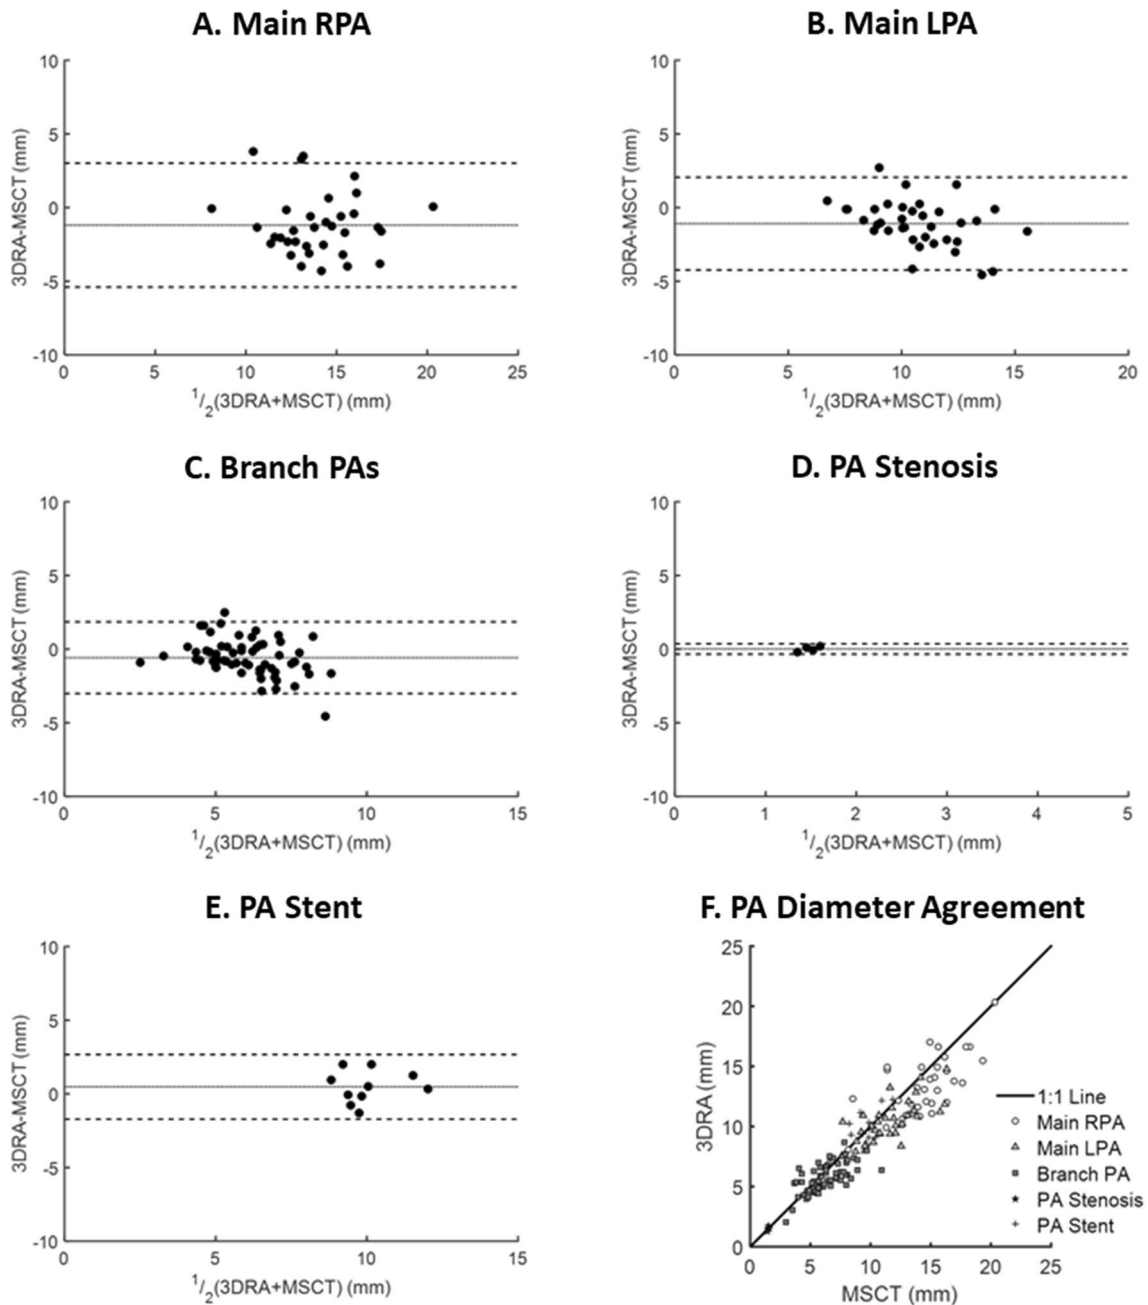 A. Main RPA
10
5
0
-5
-10
3DRA-MSCT (mm)
0 5 10 15 20 25
1/2(3DRA+MSCT) (mm)
B. Main LPA
10
5
0
-5
-10
3DRA-MSCT (mm)
0 5 10 15 20
1/2(3DRA+MSCT) (mm)
C. Branch PAs
10
5
0
-5
-10
3DRA-MSCT (mm)
0 5 10 15
1/2(3DRA+MSCT) (mm)
D. PA Stenosis
10
5
0
-5
-10
3DRA-MSCT (mm)
0 1 2 3 4 5
1/2(3DRA+MSCT) (mm)
E. PA Stent
10
5
0
-5
-10
3DRA-MSCT (mm)
0 5 10 15
1/2(3DRA+MSCT) (mm)
F. PA Diameter Agreement
25
20
15
10
5
0
3DRA (mm)
1:1 Line
Main RPA
Main LPA
Branch PA
PA Stenosis
PA Stent
0 5 10 15 20 25
MSCT (mm)